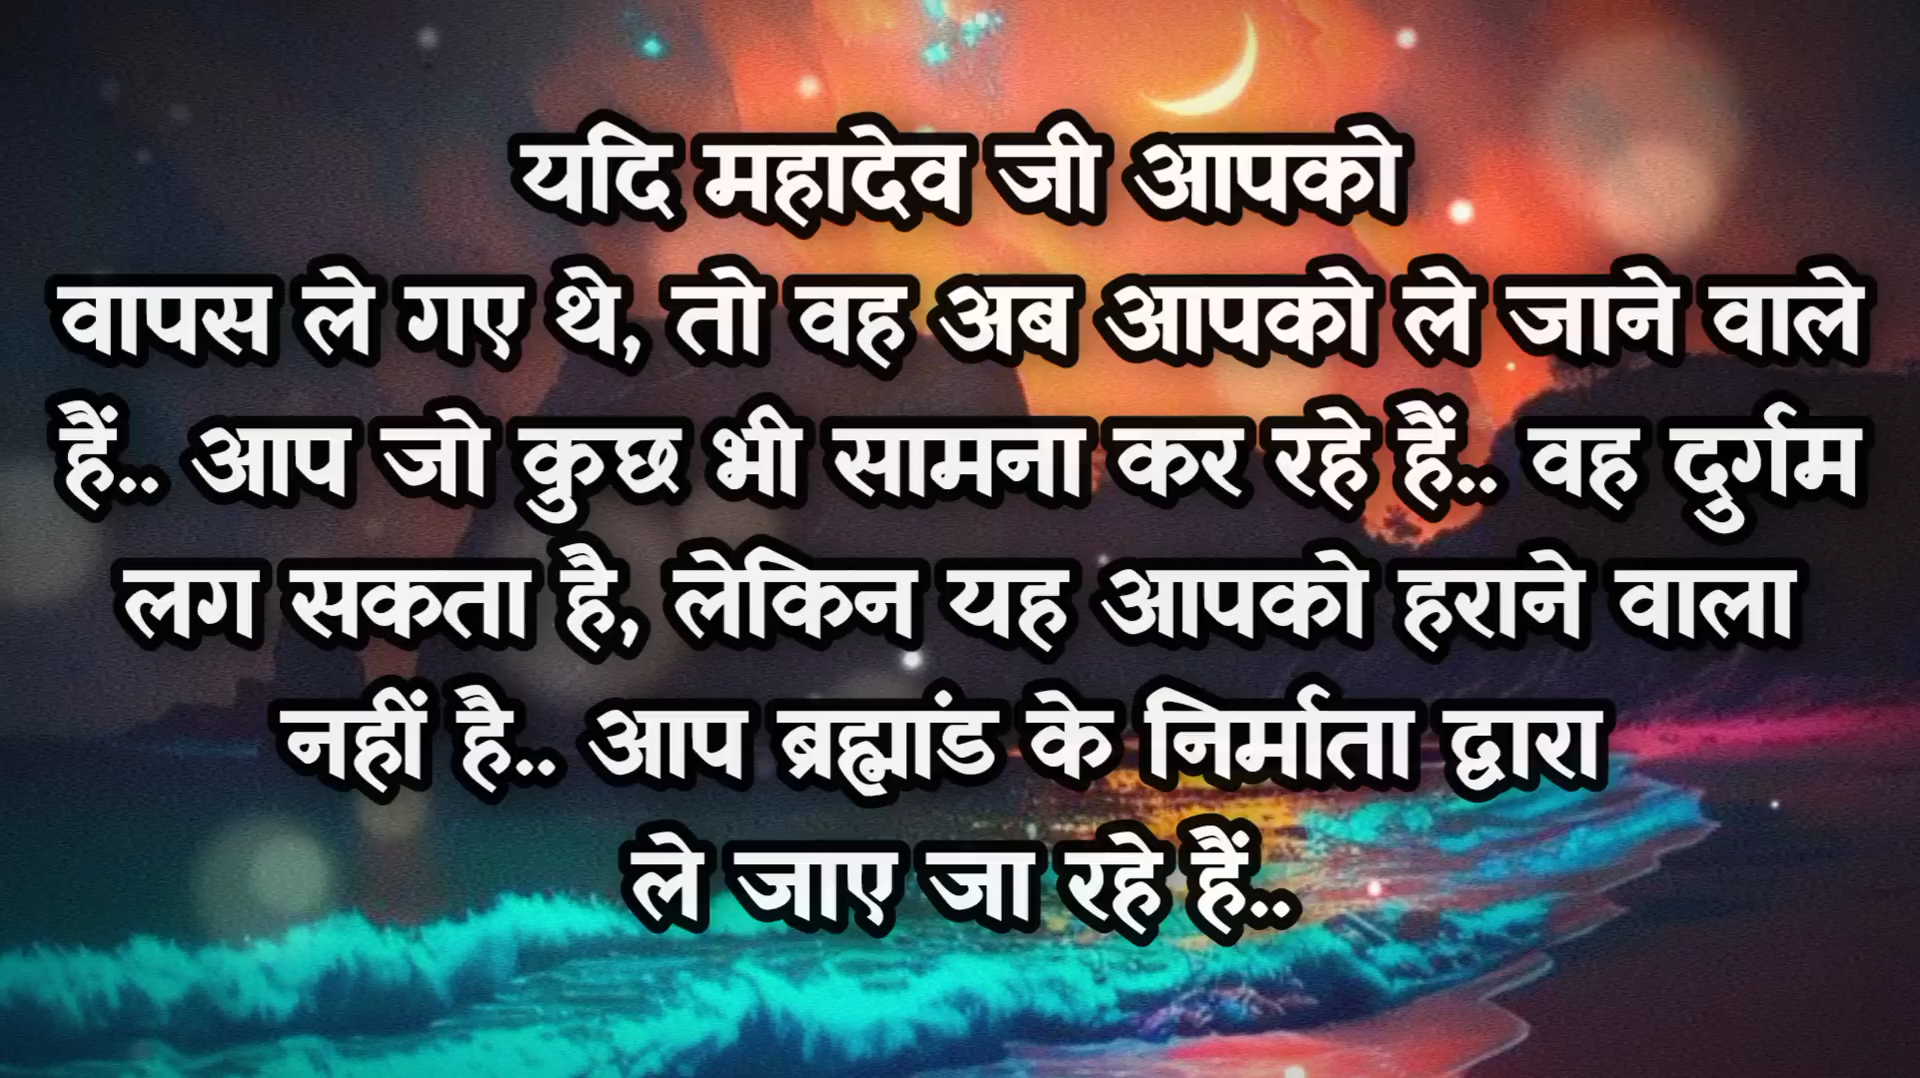 यदि महादेव जी आपको
वापस ले गए थे, तो वह अब आपको ले जाने वाले
हैं.. आप जो कुछ भी सामना कर रहे हैं.. वह दुर्गम
लग सकता है, लेकिन यह आपको हराने वाला
नहीं है.. आप ब्रह्मांड के निर्माता द्वारा
ले जाए जा रहे हैं..